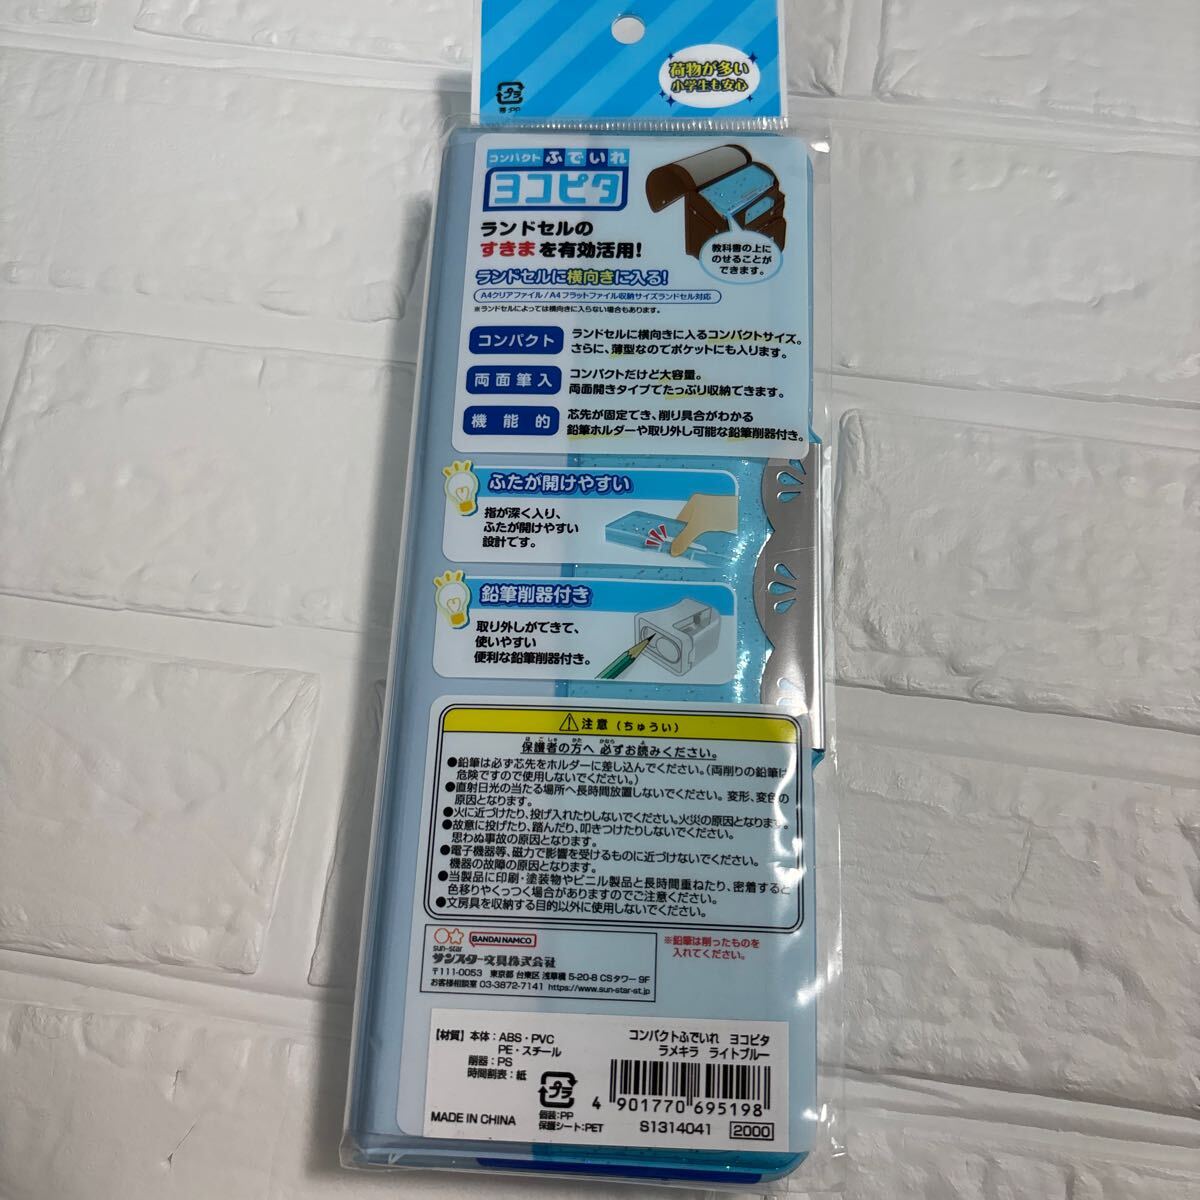 荷物が多い
小学生も安心
プラ
袋:PP
コンパクト ふでいれ
ヨコピタ
ランドセルの
すきまを有効活用!
教科書の上に
のせることが
できます。
ランドセルに横向きに入る!
A4クリアファイル/A4フラットファイル収納サイズランドセル対応
※ランドセルによっては横向きに入らない場合もあります。
コンパクト
ランドセルに横向きに入るコンパクトサイズ。
さらに、薄型なのでポケットにも入ります。
両面筆入
コンパクトだけど大容量。
両面開きタイプでたっぷり収納できます。
機能的
芯先が固定でき、削り具合がわかる
鉛筆ホルダーや取り外し可能な鉛筆削器付き。
ふたが開けやすい
指が深く入り、
ふたが開けやすい
設計です。
鉛筆削器付き
取り外しができて、
使いやすい
便利な鉛筆削器付き。
注意(ちゅうい)
保護者の方へ 必ずお読みください。
●鉛筆は必ず芯先をホルダーに差し込んでください。(両削りの鉛筆は
危険ですので使用しないでください。)
●直射日光の当たる場所へ長時間放置しないでください。変形、変色の
原因となります。
●火に近づけたり、投げ入れたりしないでください。火災の原因となります。
●故意に投げたり、踏んだり、叩きつけたりしないでください。
思わぬ事故の原因となります。
●電子機器等、磁力で影響を受けるものに近づけないでください。
機器の故障の原因となります。
●当製品に印刷・塗装物やビニル製品と長時間重ねたり、密着すると
色移りやくっつく場合がありますのでご注意ください。
●文房具を収納する目的以外に使用しないでください。
sun-star
BANDAI NAMCO
サンスター文具株式会社
〒111-0053 東京都 台東区 浅草橋 5-20-8 CSタワー 9F
お客様相談室 03-3872-7141 https://www.sun-star-st.jp
※鉛筆は削ったものを
入れてください。
【材質】本体:ABS・PVC
PE・スチール
削器:PS
時間割表:紙
MADE IN CHINA
プラ
個装:PP
保護シート:PET
コンパクトふでいれ ヨコピタ
ラメキラ ライトブルー
4 901770 695198
S1314041 2000